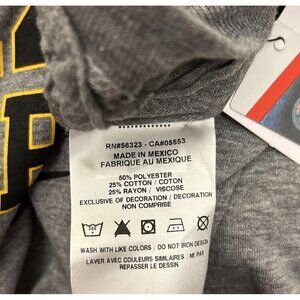 RN#56323 - CA#05553
MADE IN MEXICO
FABRIQUE AU MEXIQUE
50% POLYESTER
25% COTTON / COTON
25% RAYON / VISCOSE
EXCLUSIVE OF DECORATION / DECORATION
NON COMPRISE
WASH WITH LIKE COLORS / DO NOT IRON DESIGN
LAVER AVEC COULEURS SIMILAIRES / NE PAS
REPASSER LE DESSIN